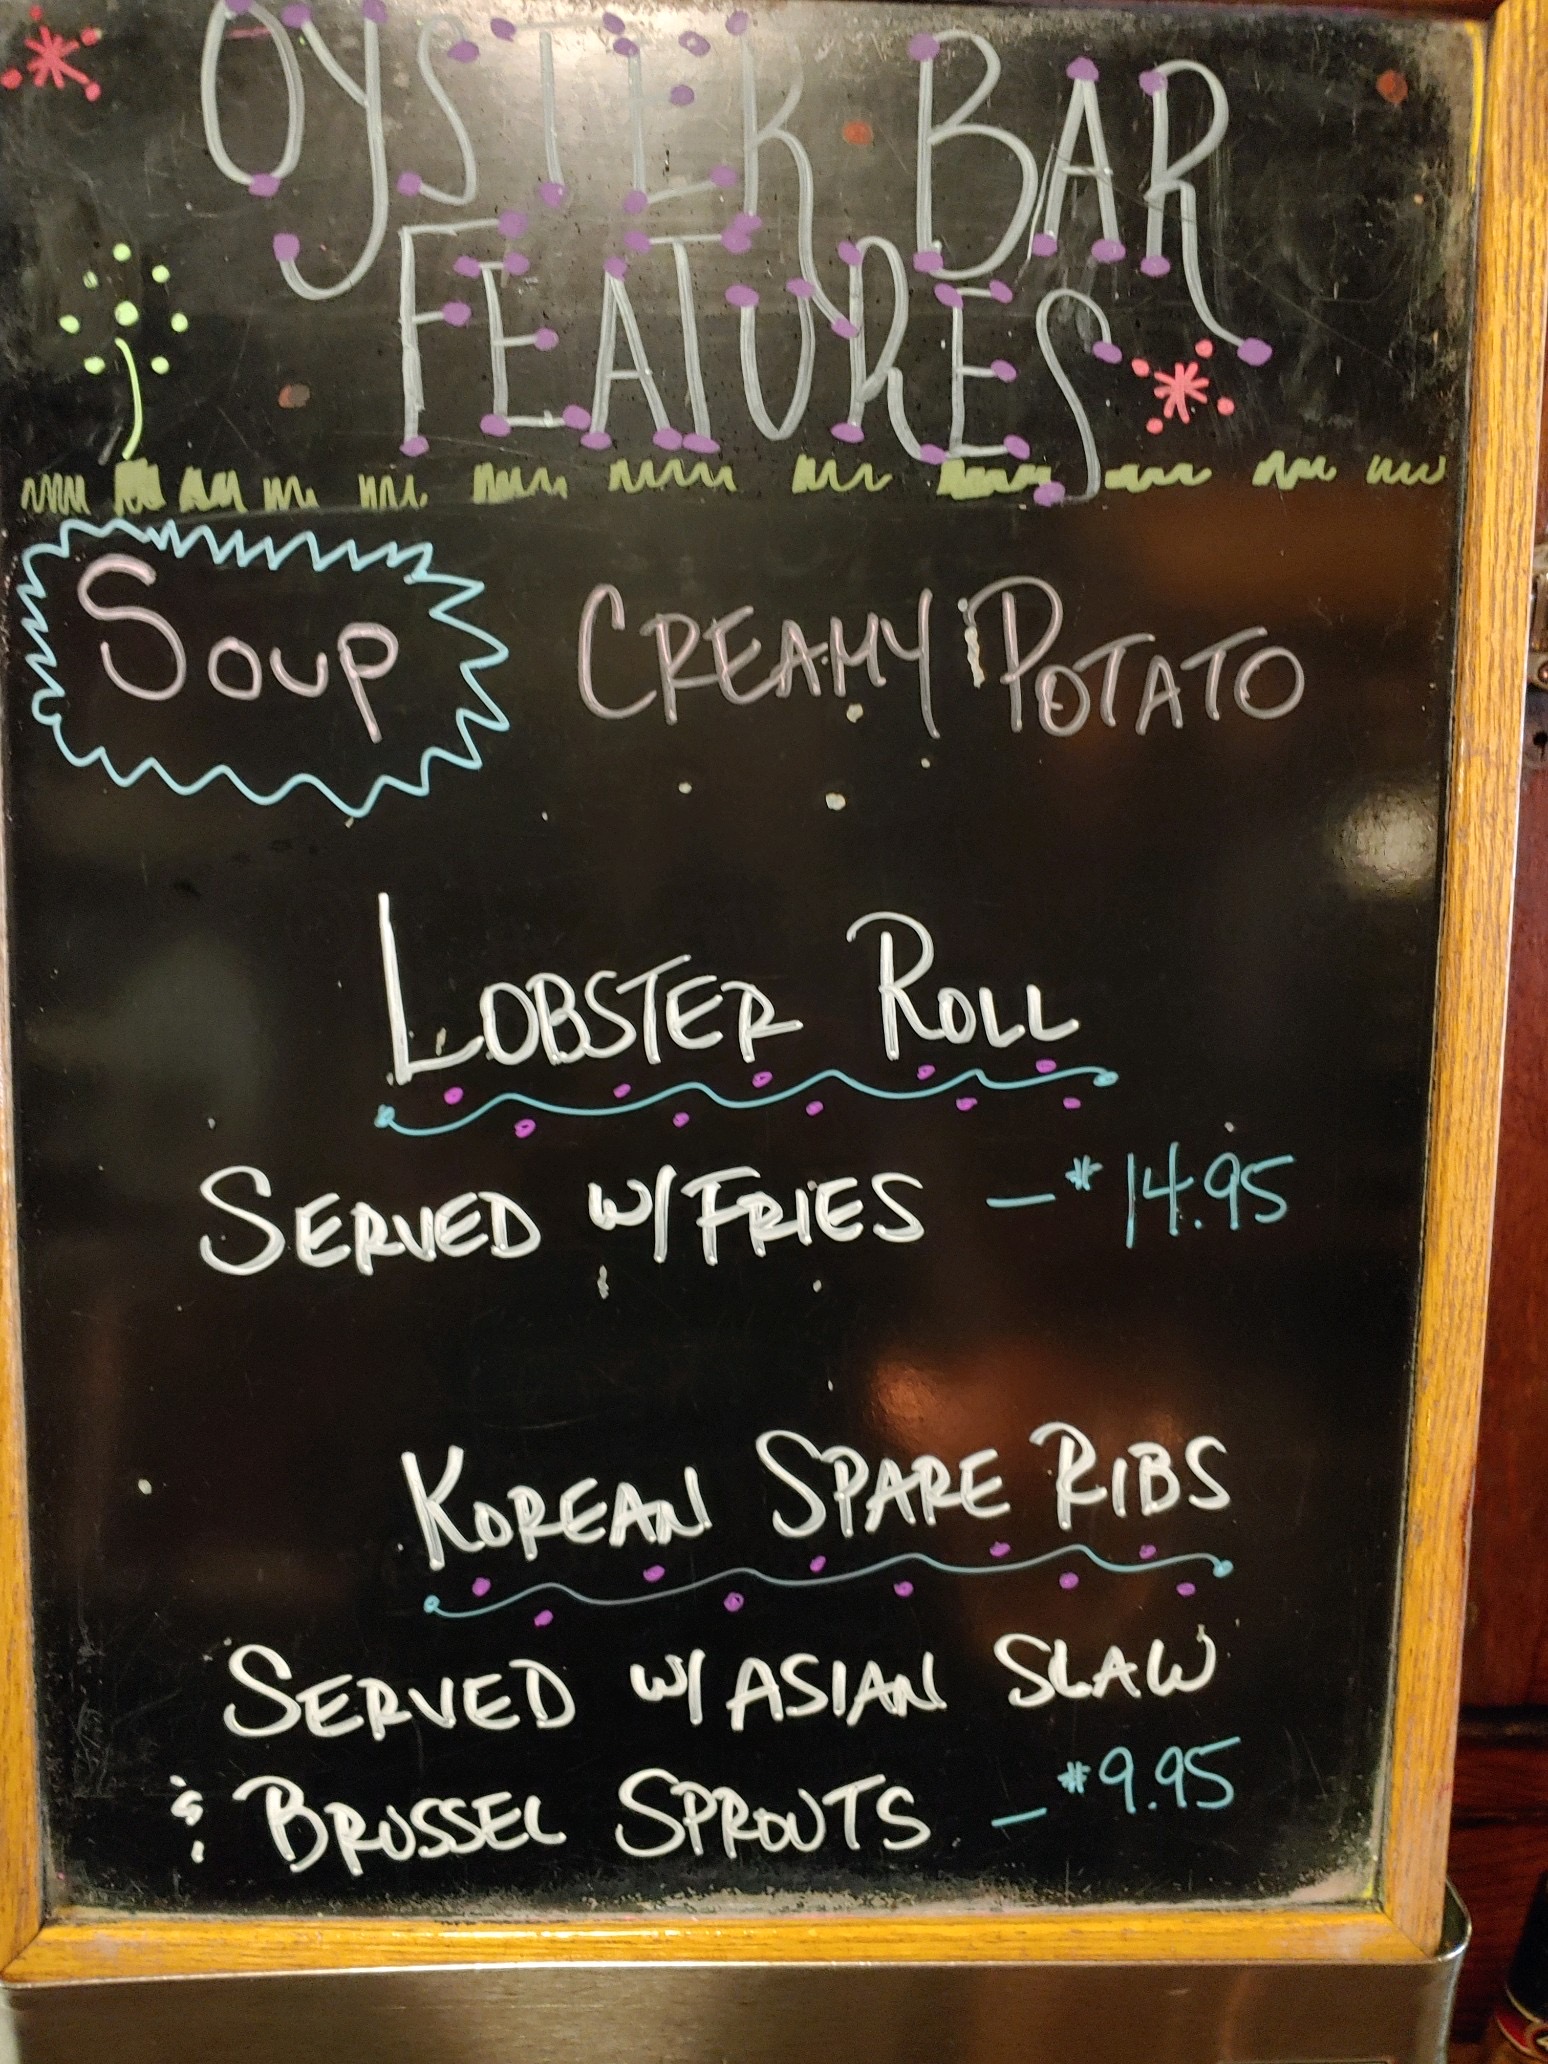 OYSTER BAR
FEATURES
Soup CREAMY POTATO
LOBSTER ROLL
SERVED W/ FRIES - $14.95
KOREAN SPARE RIBS
SERVED W/ ASIAN SLAW
& BRUSSEL SPROUTS - $9.95